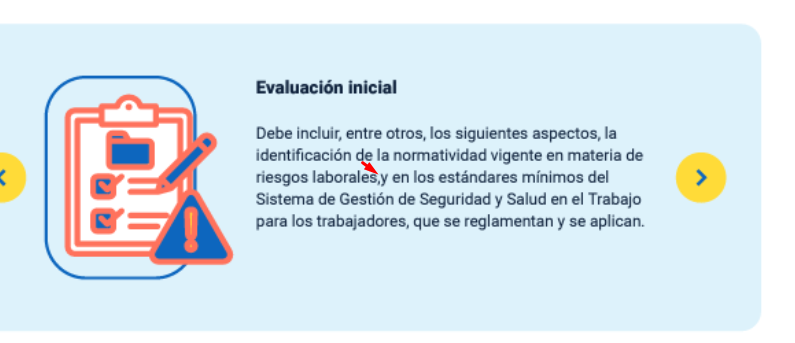 Evaluación inicial
Debe incluir, entre otros, los siguientes aspectos, la
identificación de la normatividad vigente en materia de
riesgos laborales,y en los estándares mínimos del
Sistema de Gestión de Seguridad y Salud en el Trabajo
para los trabajadores, que se reglamentan y se aplican.